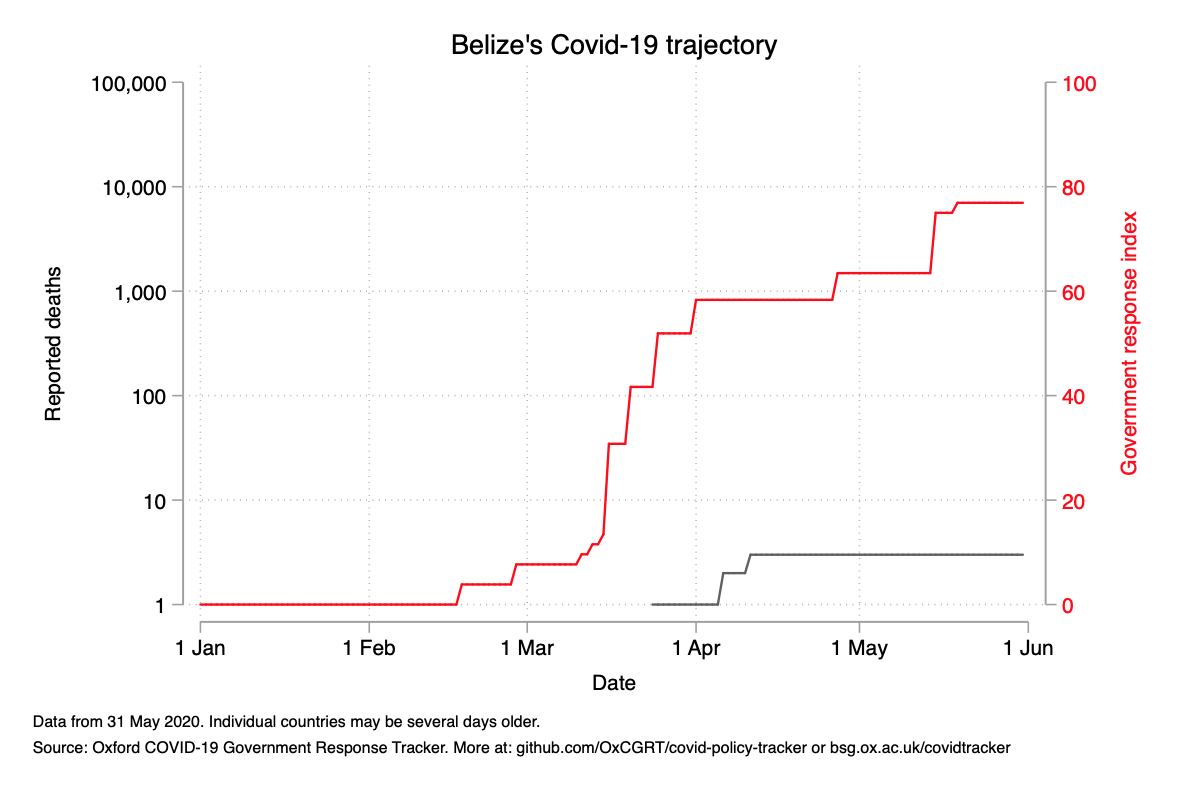 Belize's Covid-19 trajectory
100,000
10,000
1,000
100
10
1
Reported deaths
100
80
60
40
20
0
Government response index
1 Jan
1 Feb
1 Mar
1 Apr
1 May
1 Jun
Date
Data from 31 May 2020. Individual countries may be several days older.
Source: Oxford COVID-19 Government Response Tracker. More at: github.com/OxCGRT/covid-policy-tracker or bsg.ox.ac.uk/covidtracker